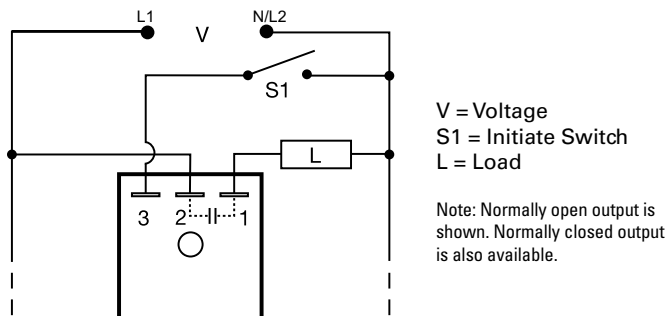 L1
V
N/L2
S1
V = Voltage
S1 = Initiate Switch
L = Load
L
Note: Normally open output is
shown. Normally closed output
is also available.
3
2
1